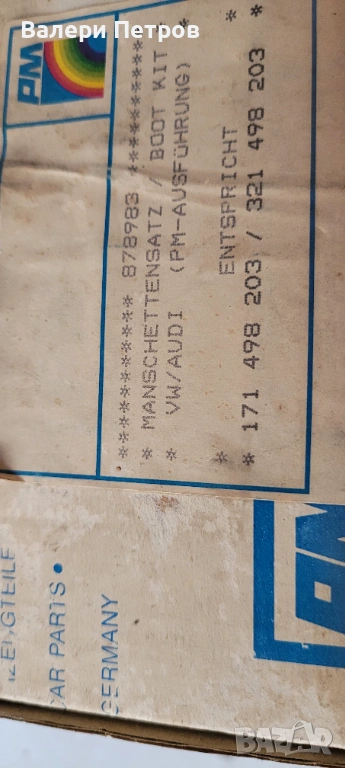 Валери Петров
PM
*********** 878983 ***********
* MANSCHETTENSATZ / BOOT KIT *
* VW/AUDI (PM-AUSFÜHRUNG) *
* ENTSPRICHT
* 171 498 203 / 321 498 203 *
CAR PARTS •
GERMANY
BAZAR